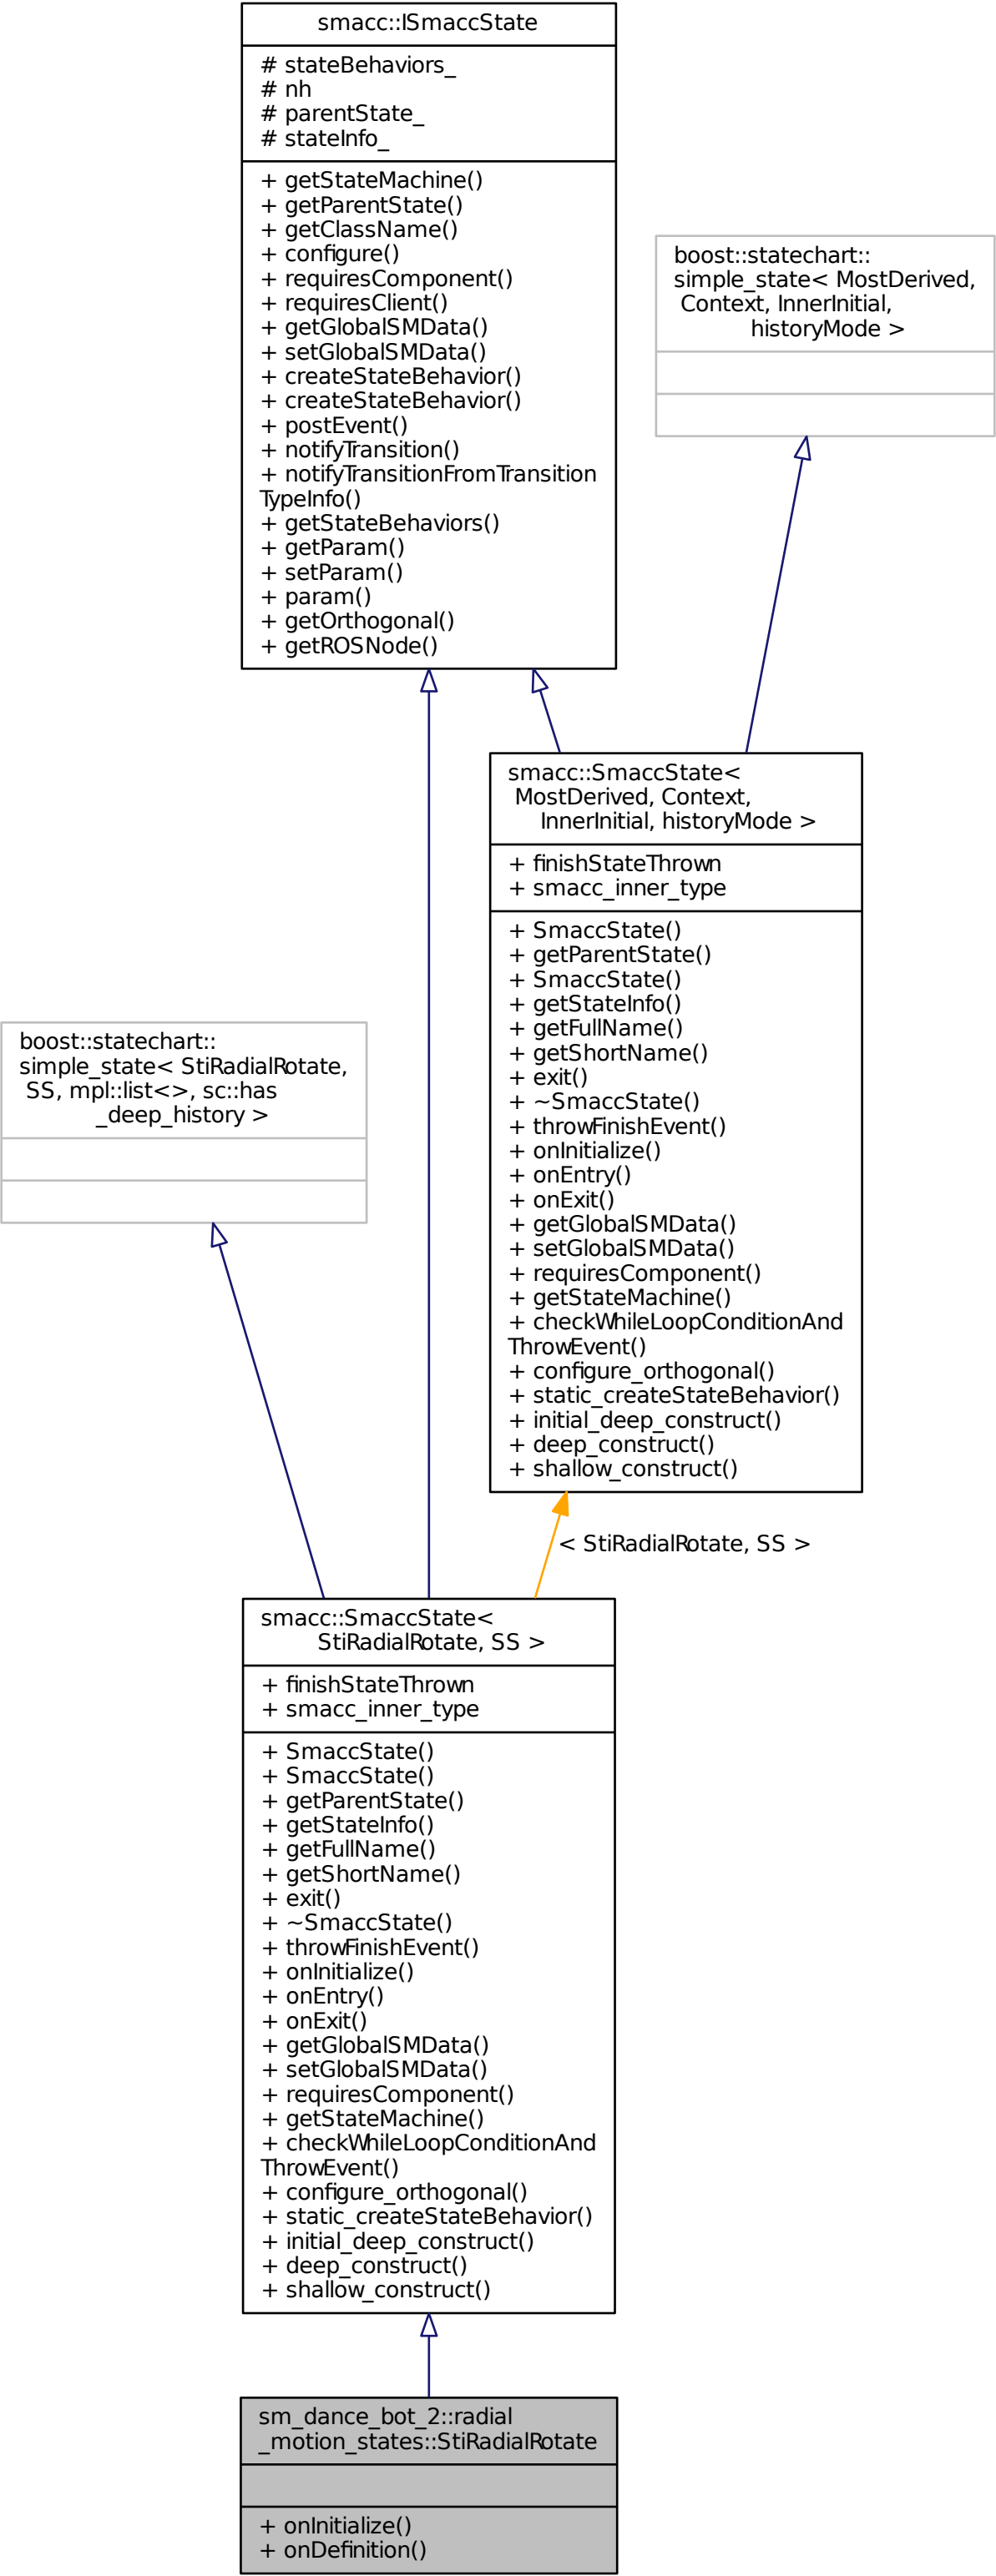 smacc::ISmaccState
# stateBehaviors_
# nh
# parentState_
# stateInfo_
+ getStateMachine()
+ getParentState()
+ getClassName()
+ configure()
+ requiresComponent()
+ requiresClient()
+ getGlobalSMData()
+ setGlobalSMData()
+ createStateBehavior()
+ createStateBehavior()
+ postEvent()
+ notifyTransition()
+ notifyTransitionFromTransition
TypeInfo()
+ getStateBehaviors()
+ getParam()
+ setParam()
+ param()
+ getOrthogonal()
+ getROSNode()
boost::statechart::
simple_state< MostDerived,
Context, InnerInitial,
historyMode >
smacc::SmaccState<
MostDerived, Context,
InnerInitial, historyMode >
+ finishStateThrown
+ smacc_inner_type
+ SmaccState()
+ getParentState()
+ SmaccState()
+ getStateInfo()
+ getFullName()
+ getShortName()
+ exit()
+ ~SmaccState()
+ throwFinishEvent()
+ onInitialize()
+ onEntry()
+ onExit()
+ getGlobalSMData()
+ setGlobalSMData()
+ requiresComponent()
+ getStateMachine()
+ checkWhileLoopConditionAnd
ThrowEvent()
+ configure_orthogonal()
+ static_createStateBehavior()
+ initial_deep_construct()
+ deep_construct()
+ shallow_construct()
boost::statechart::
simple_state< StiRadialRotate,
SS, mpl::list<>, sc::has
_deep_history >
< StiRadialRotate, SS >
smacc::SmaccState<
StiRadialRotate, SS >
+ finishStateThrown
+ smacc_inner_type
+ SmaccState()
+ SmaccState()
+ getParentState()
+ getStateInfo()
+ getFullName()
+ getShortName()
+ exit()
+ ~SmaccState()
+ throwFinishEvent()
+ onInitialize()
+ onEntry()
+ onExit()
+ getGlobalSMData()
+ setGlobalSMData()
+ requiresComponent()
+ getStateMachine()
+ checkWhileLoopConditionAnd
ThrowEvent()
+ configure_orthogonal()
+ static_createStateBehavior()
+ initial_deep_construct()
+ deep_construct()
+ shallow_construct()
sm_dance_bot_2::radial
_motion_states::StiRadialRotate
+ onInitialize()
+ onDefinition()